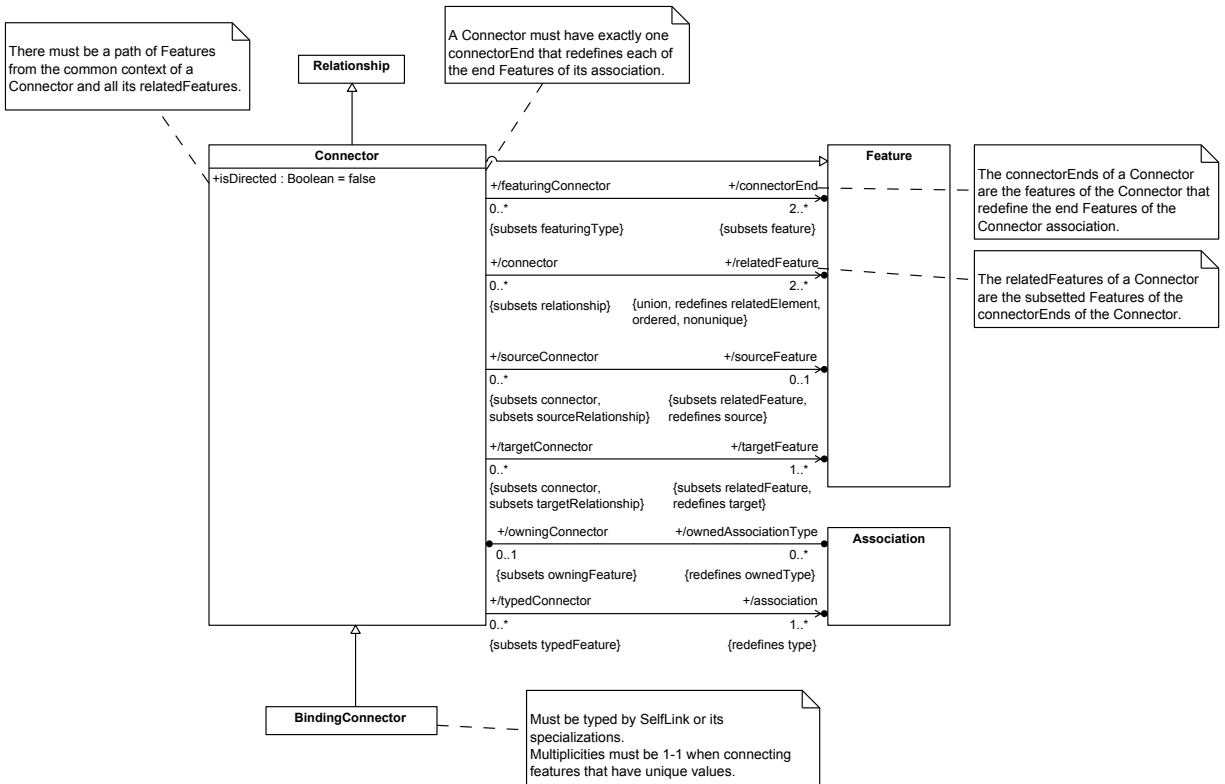 There must be a path of Features
from the common context of a
Connector and all its relatedFeatures.
A Connector must have exactly one
connectorEnd that redefines each of
the end Features of its association.
Relationship
Connector
+isDirected : Boolean = false
Feature
+/featuringConnector
+/connectorEnd
0..*
2..*
{subsets featuringType}
{subsets feature}
The connectorEnds of a Connector
are the features of the Connector that
redefine the end Features of the
Connector association.
+/connector
+/relatedFeature
0..*
2..*
{subsets relationship}
{union, redefines relatedElement,
ordered, nonunique}
The relatedFeatures of a Connector
are the subsetted Features of the
connectorEnds of the Connector.
+/sourceConnector
+/sourceFeature
0..*
0..1
{subsets connector,
subsets sourceRelationship}
{subsets relatedFeature,
redefines source}
+/targetConnector
+/targetFeature
0..*
1..*
{subsets connector,
subsets targetRelationship}
{subsets relatedFeature,
redefines target}
+/owningConnector
+/ownedAssociationType
0..1
0..*
{subsets owningFeature}
{redefines ownedType}
Association
+/typedConnector
+/association
0..*
1..*
{subsets typedFeature}
{redefines type}
BindingConnector
Must be typed by SelfLink or its
specializations.
Multiplicities must be 1-1 when connecting
features that have unique values.